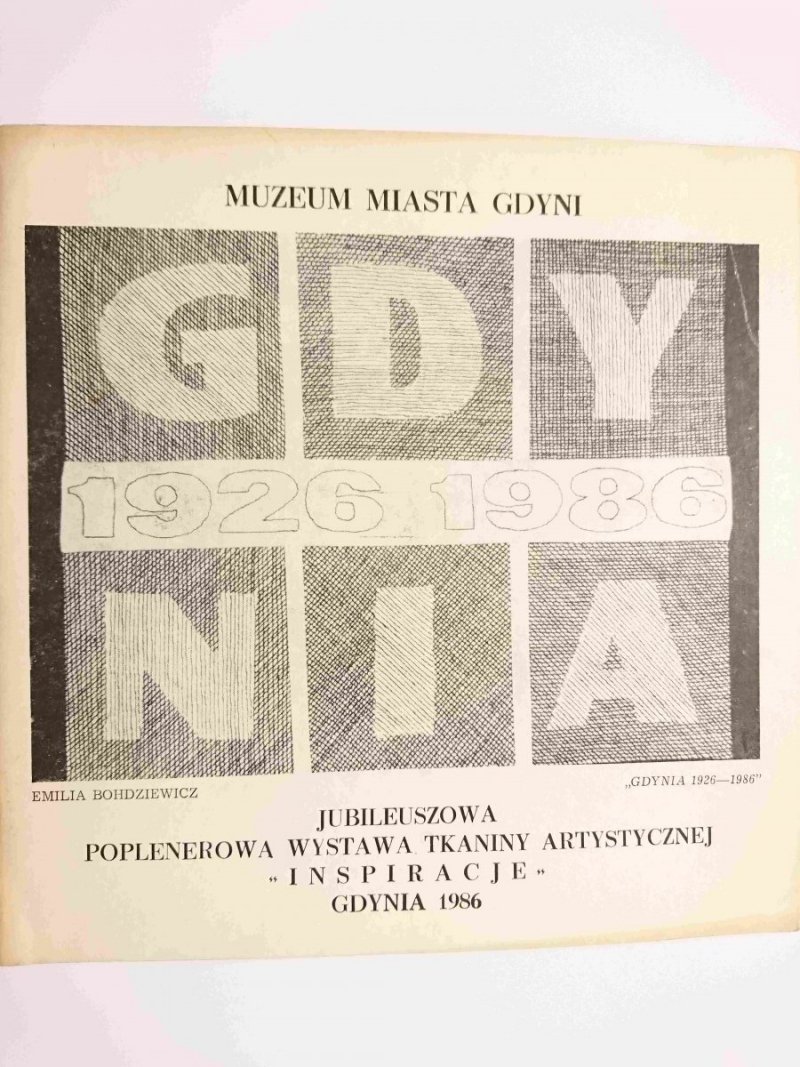 MUZEUM MIASTA GDYNI
GDY
1926 1986
NIA
EMILIA BOHDZIEWICZ
„GDYNIA 1926—1986”
JUBILEUSZOWA
POPLENEROWA WYSTAWA TKANINY ARTYSTYCZNEJ
„INSPIRACJE„
GDYNIA 1986